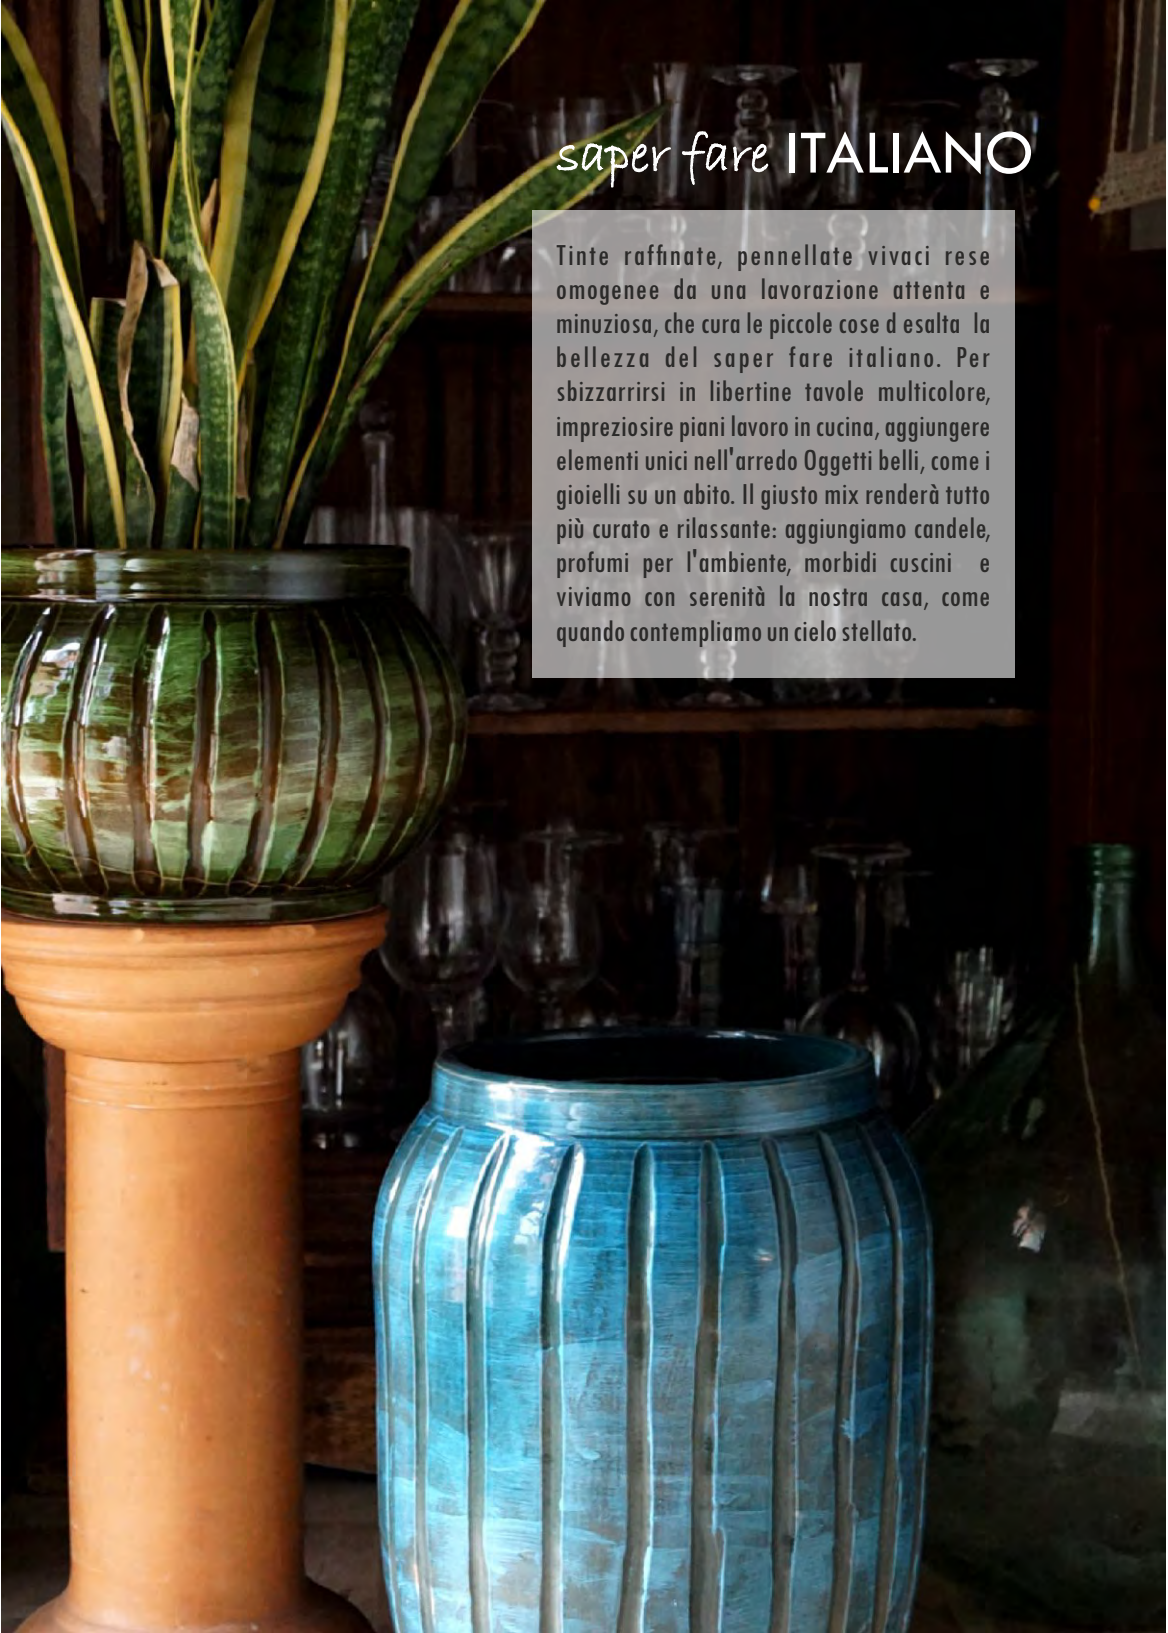 saper fare ITALIANO
Tinte raffinate, pennellate vivaci rese
omogenee da una lavorazione attenta e
minuziosa, che cura le piccole cose d esalta la
bellezza del saper fare italiano. Per
sbizzarrirsi in libertine tavole multicolore,
impreziosire piani lavoro in cucina, aggiungere
elementi unici nell'arredo Oggetti belli, come i
gioielli su un abito. Il giusto mix renderà tutto
più curato e rilassante: aggiungiamo candele,
profumi per l'ambiente, morbidi cuscini e
viviamo con serenità la nostra casa, come
quando contempliamo un cielo stellato.